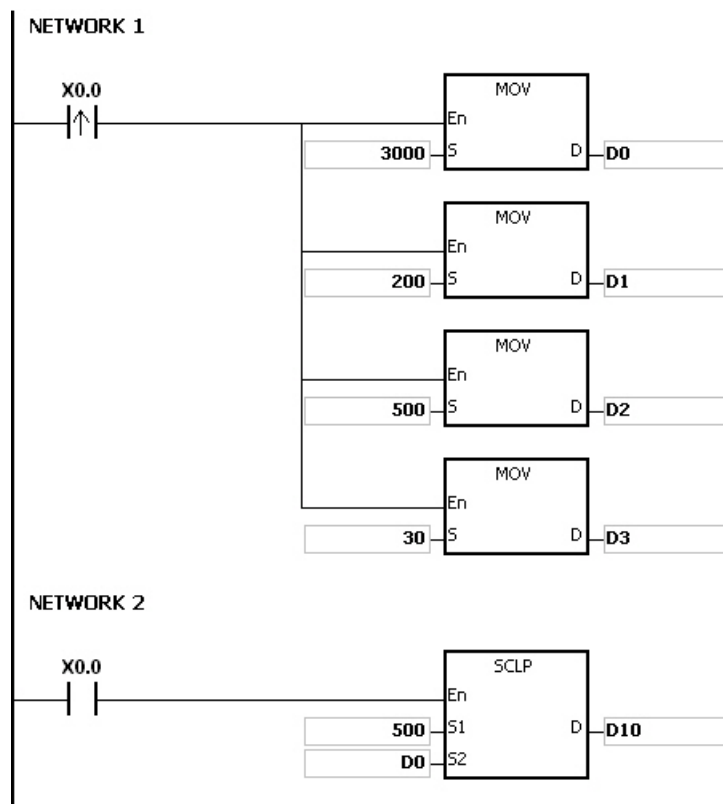 NETWORK 1
X0.0
MOV
En
3000 S D D0
MOV
En
200 S D D1
MOV
En
500 S D D2
MOV
En
30 S D D3
NETWORK 2
X0.0
SCLP
En
500 S1 D D10
D0 S2